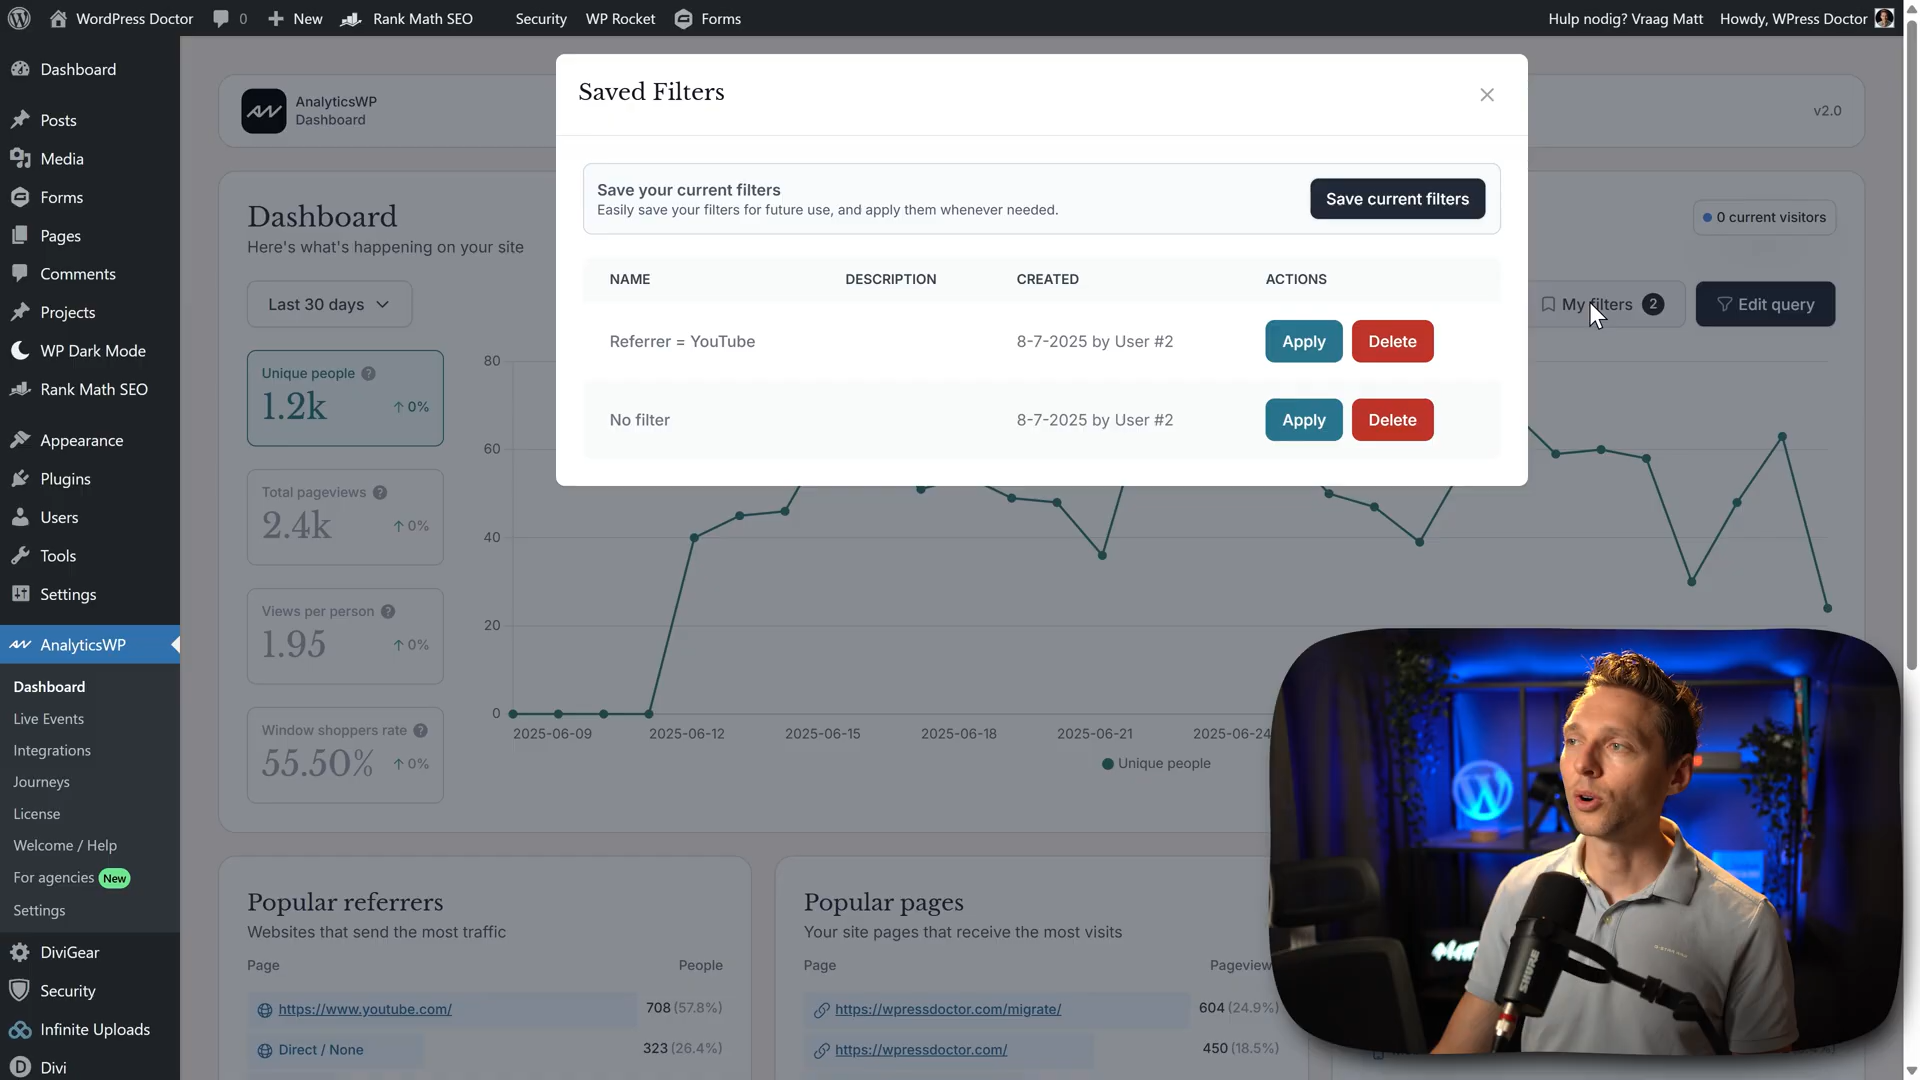 WordPress Doctor
0
New
Rank Math SEO
Security
WP Rocket
Forms
Hulp nodig? Vraag Matt
Howdy, WPress Doctor
Dashboard
Posts
Media
Forms
Pages
Comments
Projects
WP Dark Mode
Rank Math SEO
Appearance
Plugins
Users
Tools
Settings
AnalyticsWP
Dashboard
Live Events
Integrations
Journeys
License
Welcome / Help
For agencies New
Settings
DiviGear
Security
Infinite Uploads
Divi
AnalyticsWP
Dashboard
v2.0
Dashboard
Here's what's happening on your site
0 current visitors
Last 30 days
My filters 2
Edit query
Unique people
1.2k
↑ 0%
Total pageviews
2.4k
↑ 0%
Views per person
1.95
↑ 0%
Window shoppers rate
55.50%
↑ 0%
80
60
40
20
0
2025-06-09
2025-06-12
2025-06-15
2025-06-18
2025-06-21
2025-06-24
Unique people
Saved Filters
Save your current filters
Easily save your filters for future use, and apply them whenever needed.
Save current filters
NAME
DESCRIPTION
CREATED
ACTIONS
Referrer = YouTube
8-7-2025 by User #2
Apply
Delete
No filter
8-7-2025 by User #2
Apply
Delete
Popular referrers
Websites that send the most traffic
Page
People
https://www.youtube.com/
708 (57.8%)
Direct / None
323 (26.4%)
Popular pages
Your site pages that receive the most visits
Page
https://wpressdoctor.com/migrate/
604 (24.9%)
https://wpressdoctor.com/
450 (18.5%)
SHURE